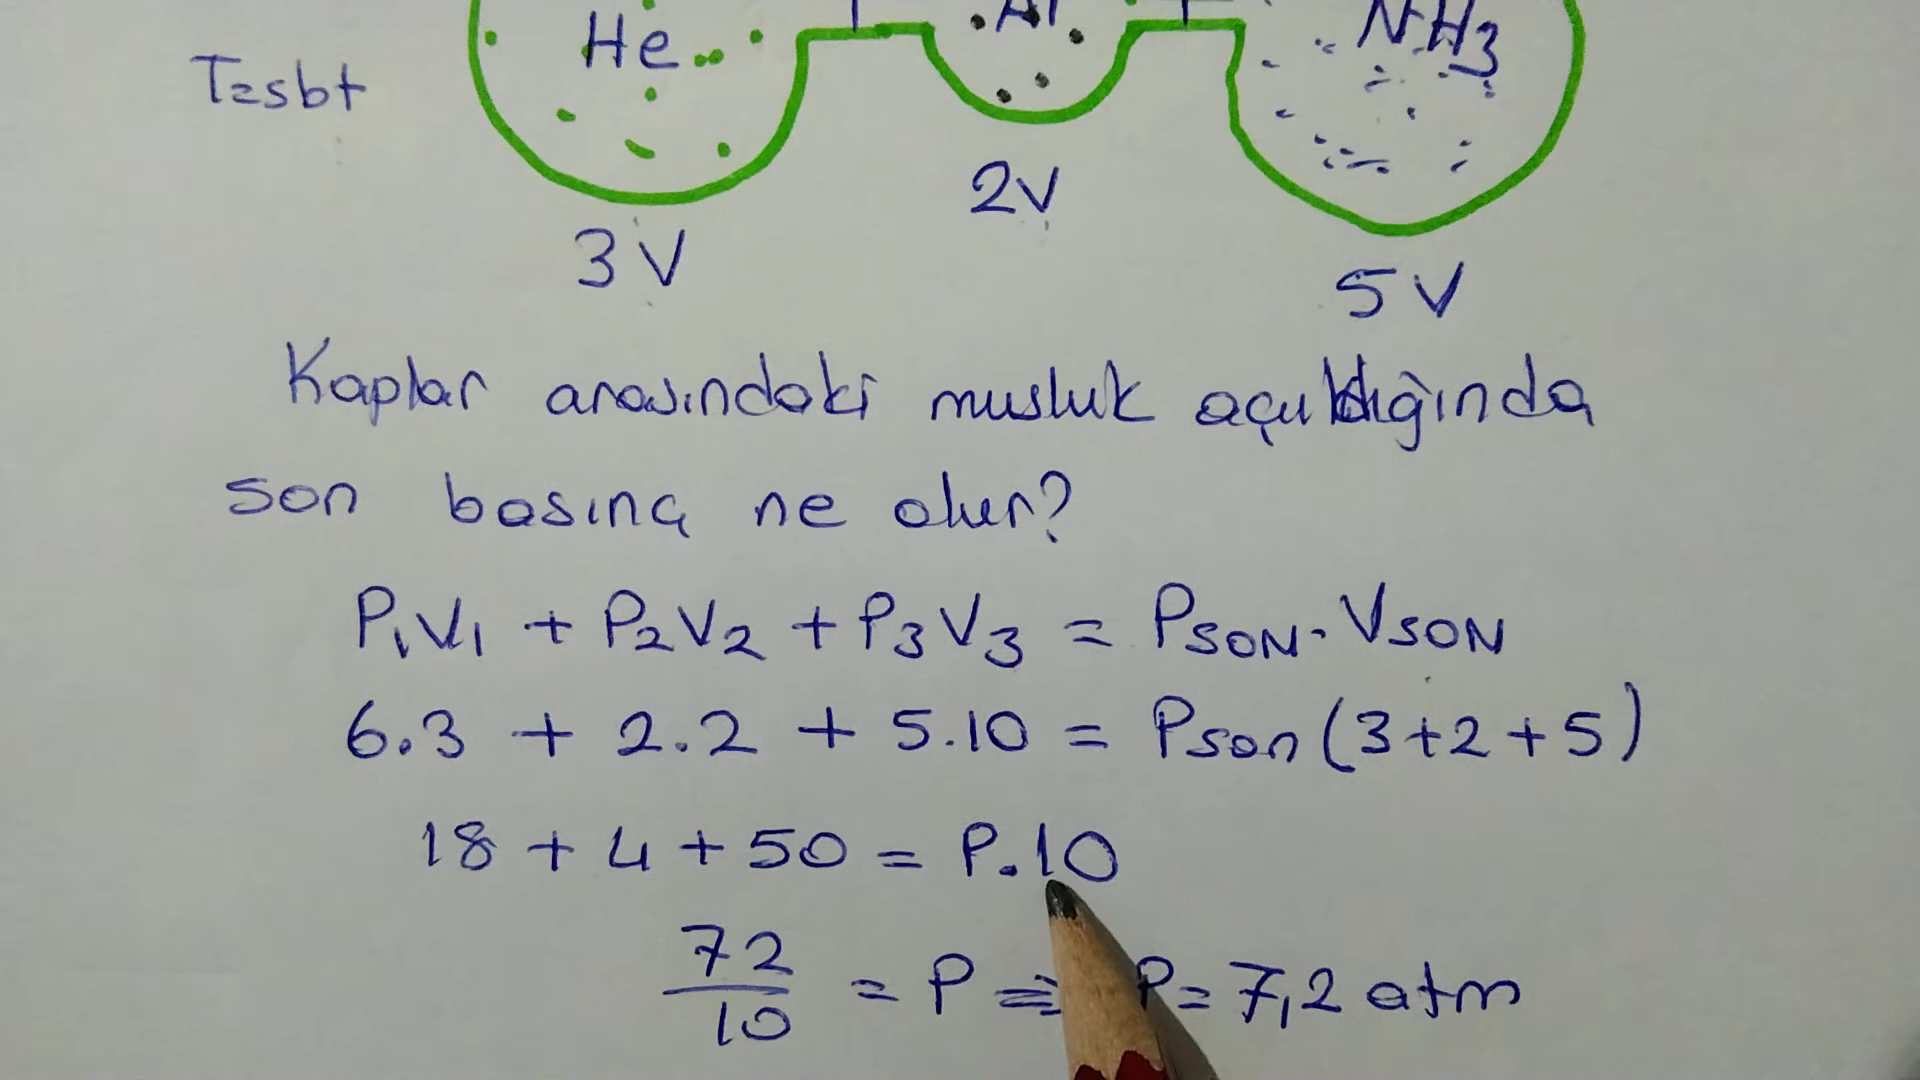 He Ar NH3
T=sbt
2V
3V
5V
Kaplar arasındaki musluk açıldığında
son basınç ne olur?
P₁V₁ + P₂V₂ + P₃V₃ = PSON. VSON
6.3 + 2.2 + 5.10 = Pson (3+2+5)
18 + 4 + 50 = P.10
72/10 = P ⇒ P = 7,2 atm